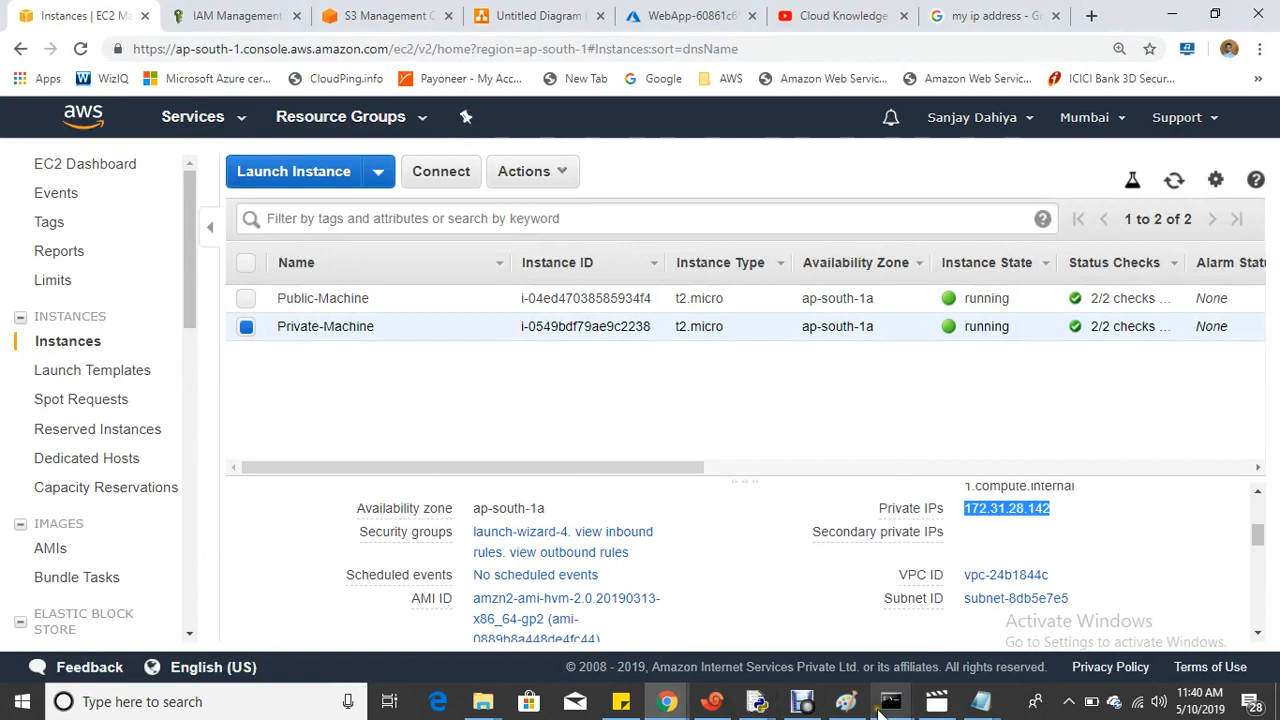 Instances | EC2 Ma
IAM Management
S3 Management C
Untitled Diagram
WebApp-60861c6
Cloud Knowledge
my ip address - G
https://ap-south-1.console.aws.amazon.com/ec2/v2/home?region=ap-south-1#Instances:sort=dnsName
Apps WizIQ Microsoft Azure cer... CloudPing.info Payoneer - My Acc... New Tab Google AWS Amazon Web Servic... Amazon Web Servic... ICICI Bank 3D Secur... »
aws Services Resource Groups Sanjay Dahiya Mumbai Support
EC2 Dashboard
Events
Tags
Reports
Limits
INSTANCES
Instances
Launch Templates
Spot Requests
Reserved Instances
Dedicated Hosts
Capacity Reservations
IMAGES
AMIs
Bundle Tasks
ELASTIC BLOCK
STORE
Launch Instance Connect Actions
Filter by tags and attributes or search by keyword
1 to 2 of 2
Name Instance ID Instance Type Availability Zone Instance State Status Checks Alarm Statu
Public-Machine i-04ed47038585934f4 t2.micro ap-south-1a running 2/2 checks ... None
Private-Machine i-0549bdf79ae9c2238 t2.micro ap-south-1a running 2/2 checks ... None
1.compute.internal
Availability zone ap-south-1a Private IPs 172.31.28.142
Security groups launch-wizard-4. view inbound Secondary private IPs
rules. view outbound rules
Scheduled events No scheduled events VPC ID vpc-24b1844c
AMI ID amzn2-ami-hvm-2.0.20190313- Subnet ID subnet-8db5e7e5
x86_64-gp2 (ami-
0889b8a448de4fc44)
Activate Windows
Go to Settings to activate Windows.
Feedback English (US) © 2008 - 2019, Amazon Internet Services Private Ltd. or its affiliates. All rights reserved. Privacy Policy Terms of Use
Type here to search
11:40 AM
5/10/2019
28